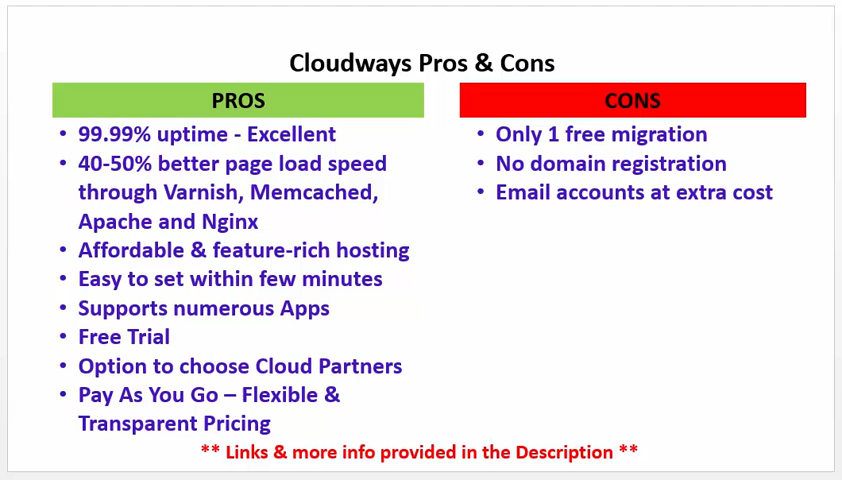 Cloudways Pros & Cons
PROS
• 99.99% uptime - Excellent
• 40-50% better page load speed
through Varnish, Memcached,
Apache and Nginx
• Affordable & feature-rich hosting
• Easy to set within few minutes
• Supports numerous Apps
• Free Trial
• Option to choose Cloud Partners
• Pay As You Go – Flexible &
Transparent Pricing
CONS
• Only 1 free migration
• No domain registration
• Email accounts at extra cost
** Links & more info provided in the Description **